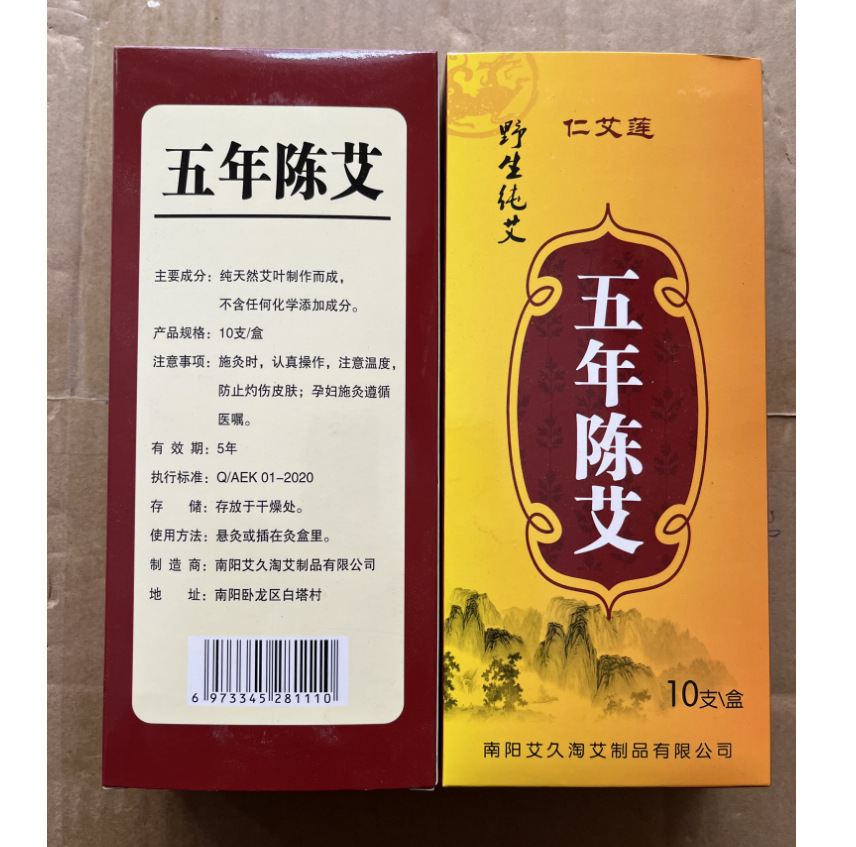 五年陈艾
主要成分：纯天然艾叶制作而成，
不含任何化学添加成分。
产品规格：10支/盒
注意事项：施灸时，认真操作，注意温度，
防止灼伤皮肤；孕妇施灸遵循
医嘱。
有效期：5年
执行标准：Q/AEK 01-2020
存储：存放于干燥处。
使用方法：悬灸或插在灸盒里。
制造商：南阳艾久淘艾制品有限公司
地址：南阳卧龙区白塔村
6 973345 281110
仁艾莲
野生纯艾
五年陈艾
10支\盒
南阳艾久淘艾制品有限公司